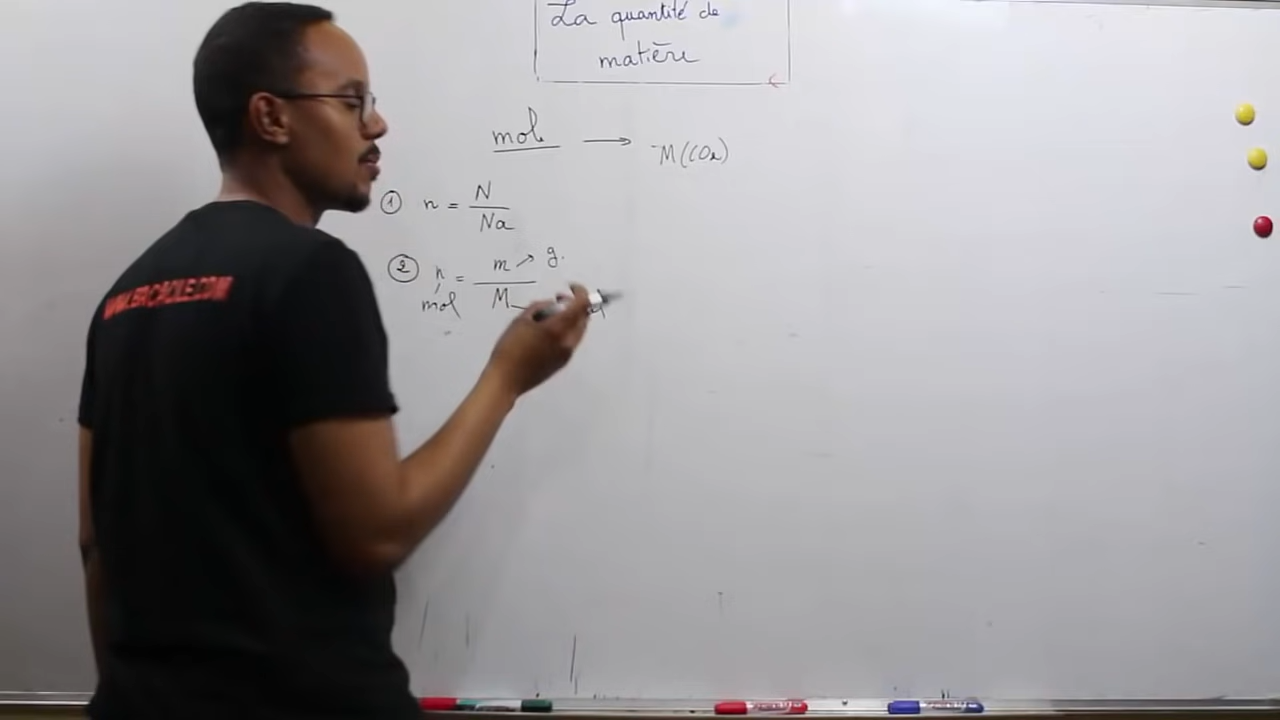 La quantité de
matière
mol → M(CO₂)
① n = N / Na
② n = m → g.
mol M